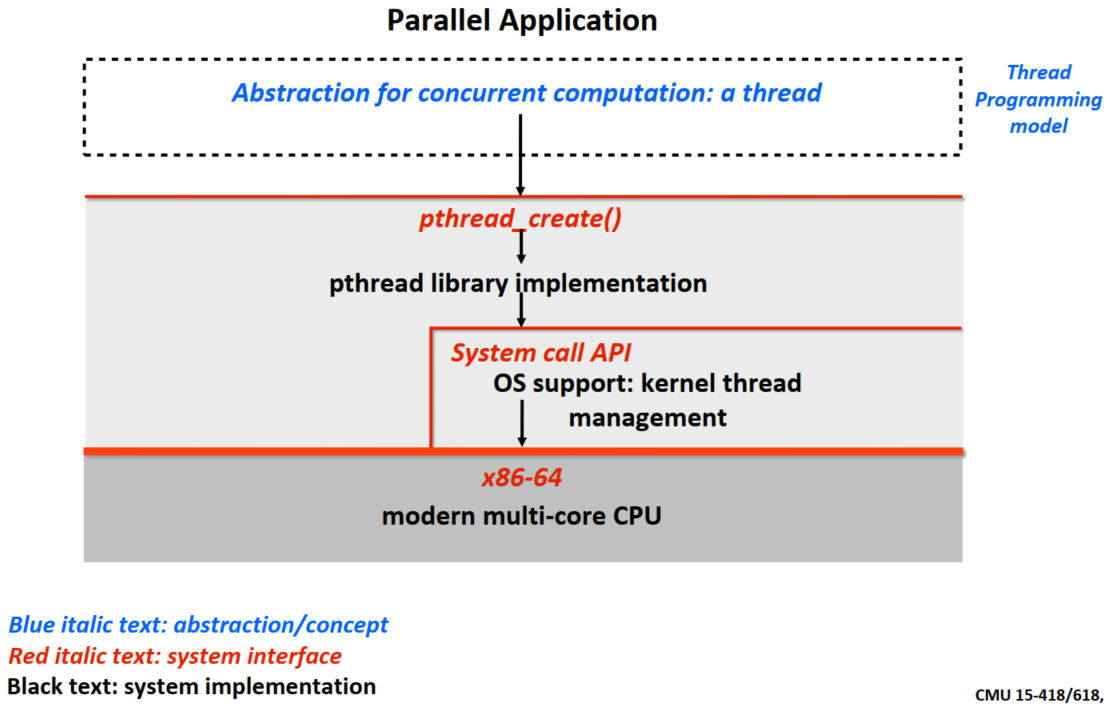 Parallel Application
Abstraction for concurrent computation: a thread
Thread
Programming
model
pthread_create()
pthread library implementation
System call API
OS support: kernel thread
management
x86-64
modern multi-core CPU
Blue italic text: abstraction/concept
Red italic text: system interface
Black text: system implementation
CMU 15-418/618,